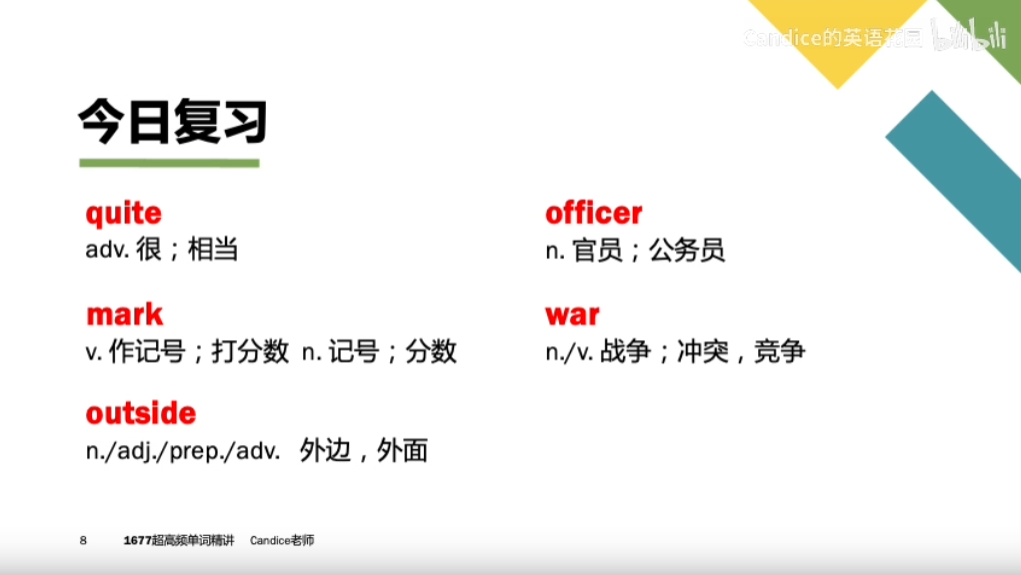 Candice的英语花园 bilibili
今日复习
quite
adv. 很；相当
mark
v. 作记号；打分数 n. 记号；分数
outside
n./adj./prep./adv. 外边，外面
officer
n. 官员；公务员
war
n./v. 战争；冲突，竞争
8 1677超高频单词精讲 Candice老师